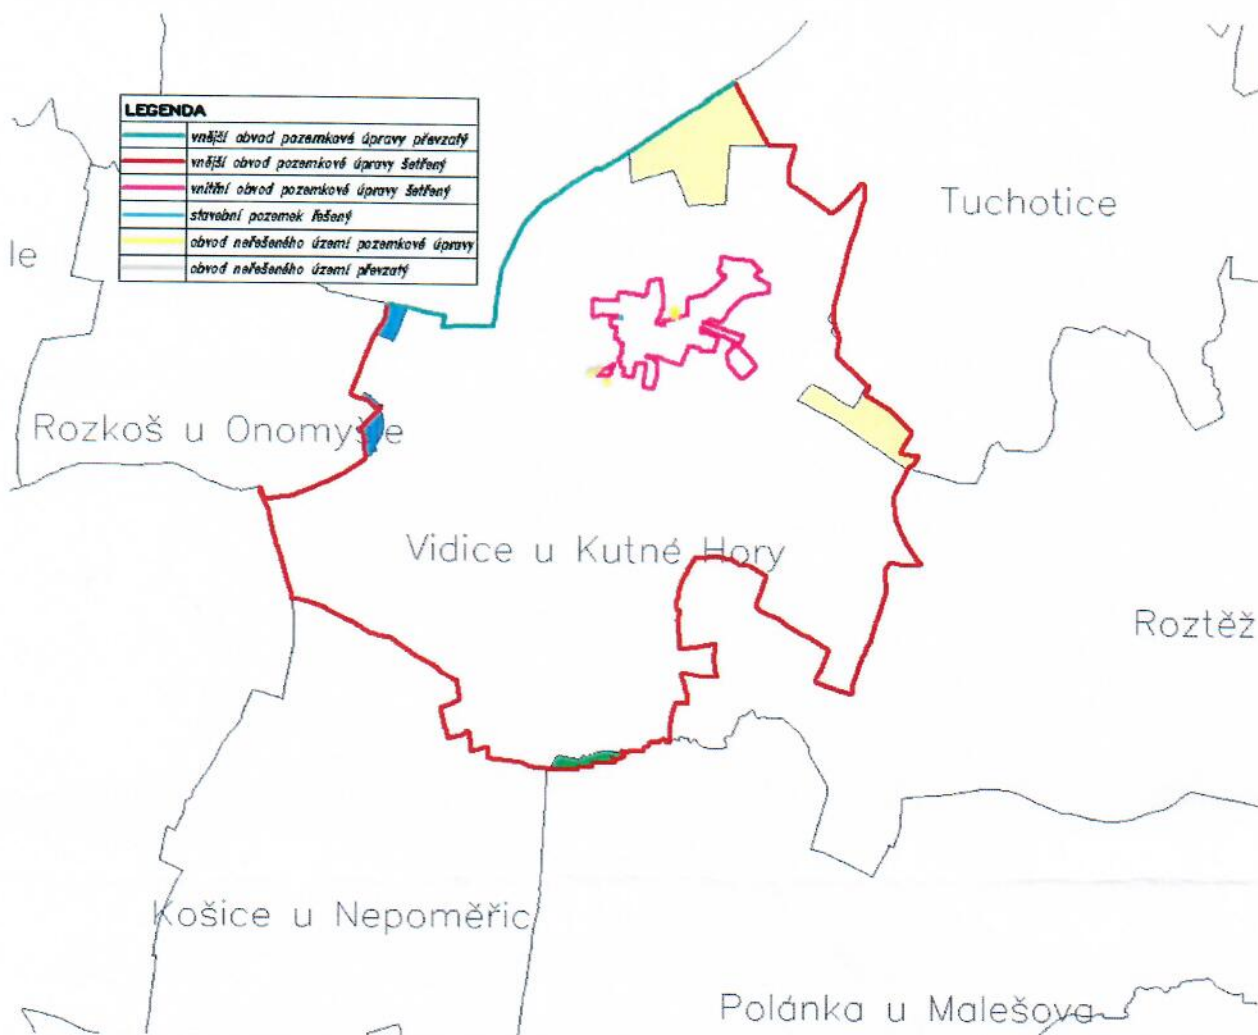 LEGENDA
vnější obvod pozemkové úpravy převzatý
vnější obvod pozemkové úpravy šetřený
vnitřní obvod pozemkové úpravy šetřený
stavební pozemek řešený
obvod neřešeného území pozemkové úpravy
obvod neřešeného území převzatý
Tuchotice
le
Rozkoš u Onomyšle
Vidice u Kutné Hory
Roztěž
Košice u Nepoměřic
Polánka u Malešova